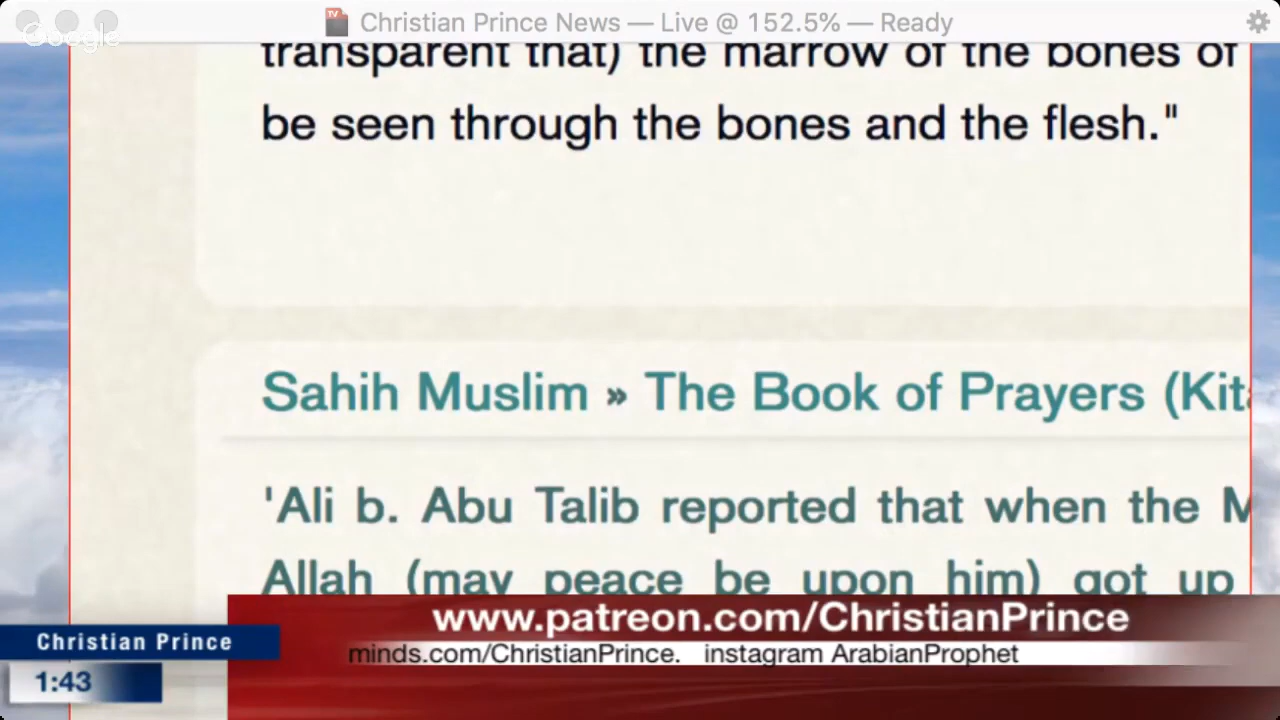 Google
Christian Prince News — Live @ 152.5% — Ready
transparent that) the marrow of the bones of
be seen through the bones and the flesh."
Sahih Muslim » The Book of Prayers (Kita
'Ali b. Abu Talib reported that when the M
Allah (may peace be upon him) got up
www.patreon.com/ChristianPrince
Christian Prince
minds.com/ChristianPrince. instagram ArabianProphet
1:43